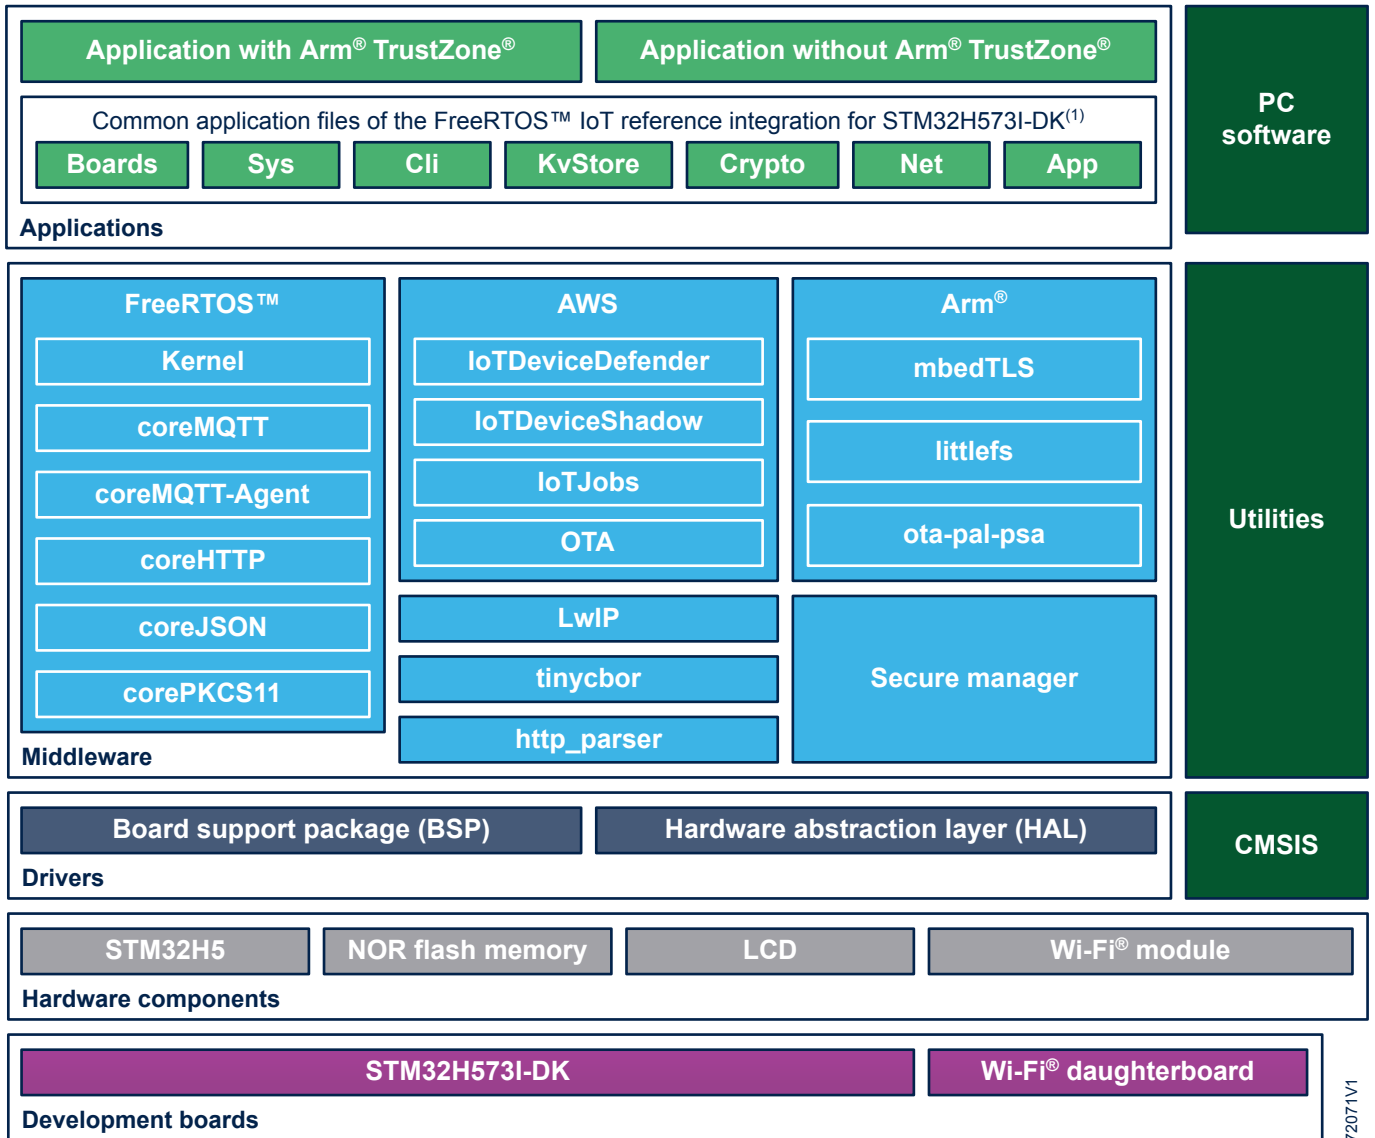 Application with Arm® TrustZone®
Application without Arm® TrustZone®
PC
software
Common application files of the FreeRTOS™ IoT reference integration for STM32H573I-DK(1)
Boards
Sys
Cli
KvStore
Crypto
Net
App
Applications
FreeRTOS™
Kernel
coreMQTT
coreMQTT-Agent
coreHTTP
coreJSON
corePKCS11
AWS
IoTDeviceDefender
IoTDeviceShadow
IoTJobs
OTA
LwIP
tinycbor
http_parser
Arm®
mbedTLS
littlefs
ota-pal-psa
Secure manager
Middleware
Utilities
Board support package (BSP)
Hardware abstraction layer (HAL)
Drivers
CMSIS
STM32H5
NOR flash memory
LCD
Wi-Fi® module
Hardware components
STM32H573I-DK
Wi-Fi® daughterboard
Development boards
72071V1